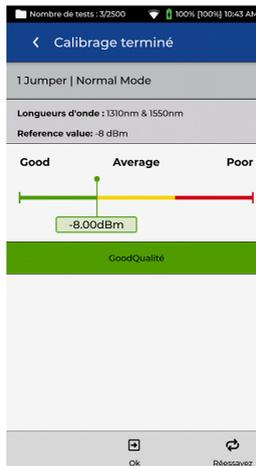 Nombre de tests : 3/2500 100% [100%] 10:43 AM
Calibrage terminé
1 Jumper | Normal Mode
Longueurs d'onde : 1310nm & 1550nm
Reference value: -8 dBm
Good Average Poor
-8.00dBm
GoodQualité
Ok Réessayez